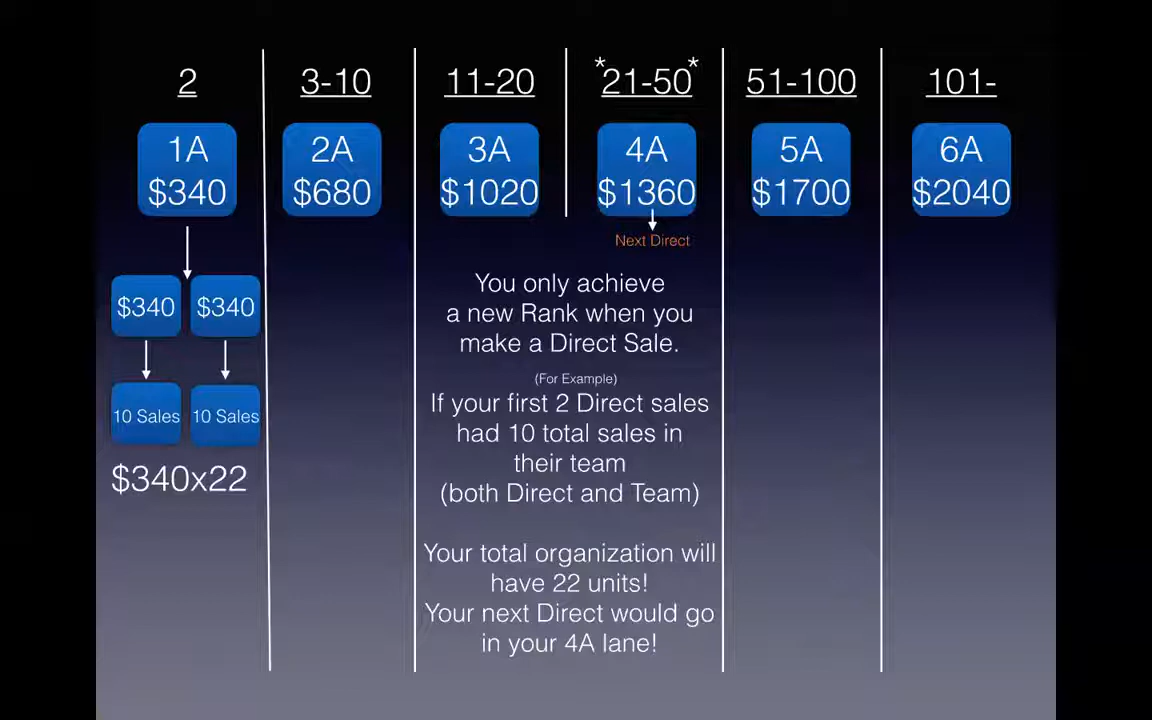 2
3-10
11-20
*21-50*
51-100
101-
1A
$340
2A
$680
3A
$1020
4A
$1360
5A
$1700
6A
$2040
Next Direct
$340
$340
10 Sales
10 Sales
$340x22
You only achieve
a new Rank when you
make a Direct Sale.
(For Example)
If your first 2 Direct sales
had 10 total sales in
their team
(both Direct and Team)
Your total organization will
have 22 units!
Your next Direct would go
in your 4A lane!